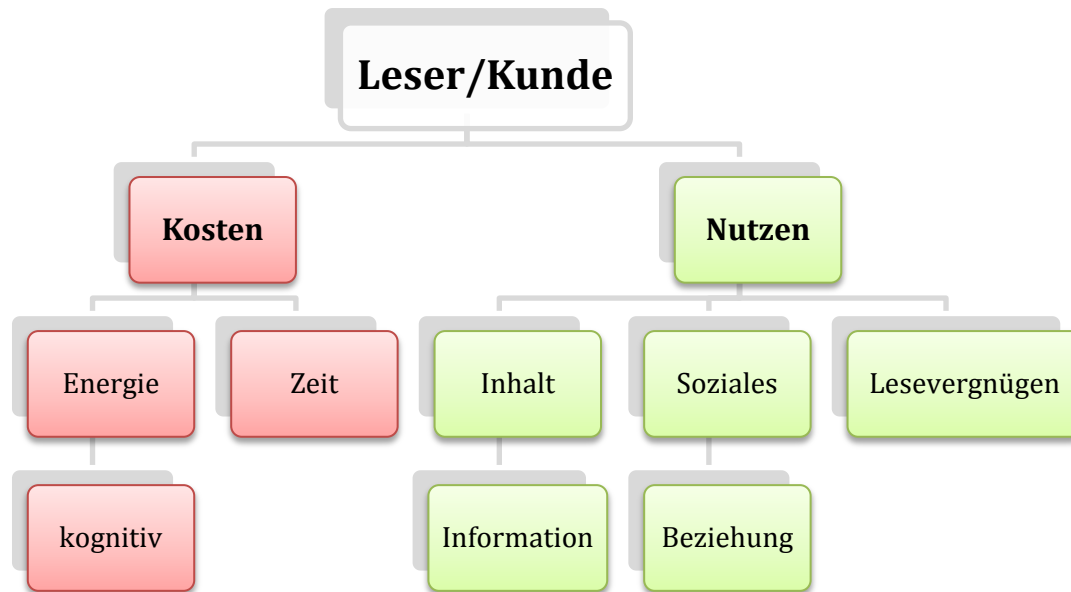 Leser/Kunde
Kosten
Nutzen
Energie
Zeit
Inhalt
Soziales
Lesevergnügen
kognitiv
Information
Beziehung